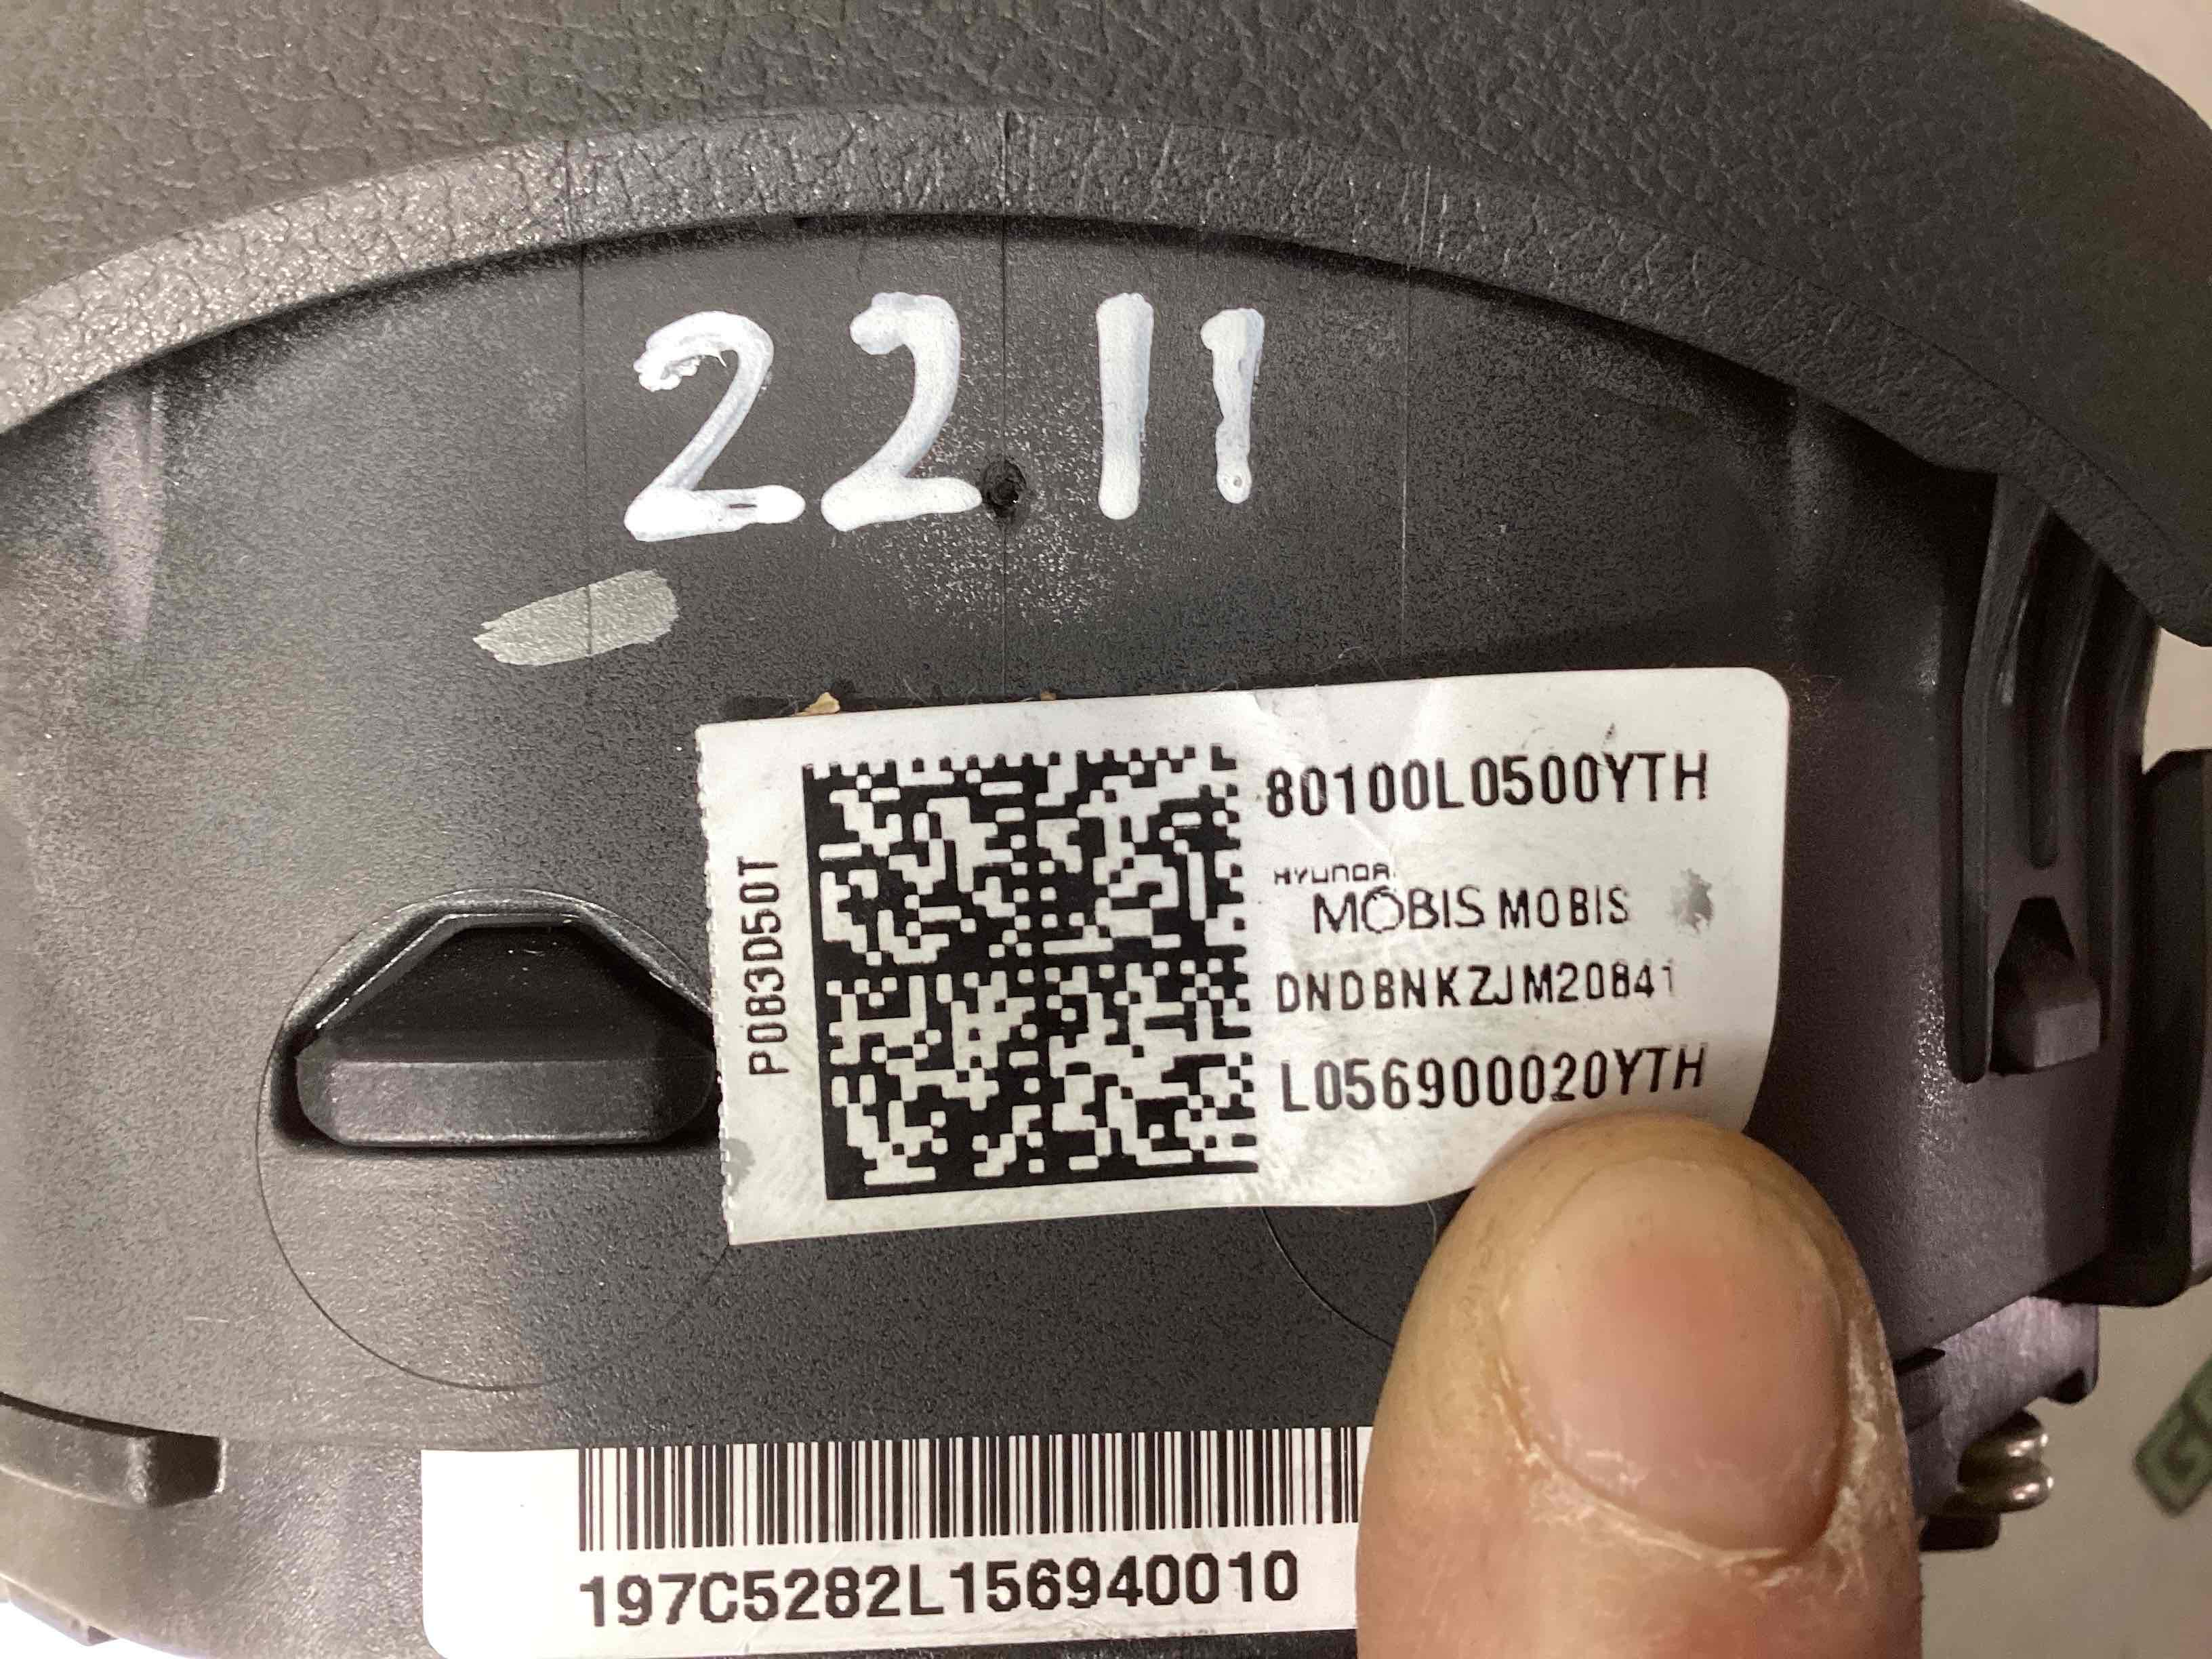 22 11
80100L0500YTH
P083D50T
HYUNDAI
MOBIS MOBIS
DNDBNKZJM20841
L056900020YTH
197C5282L156940010